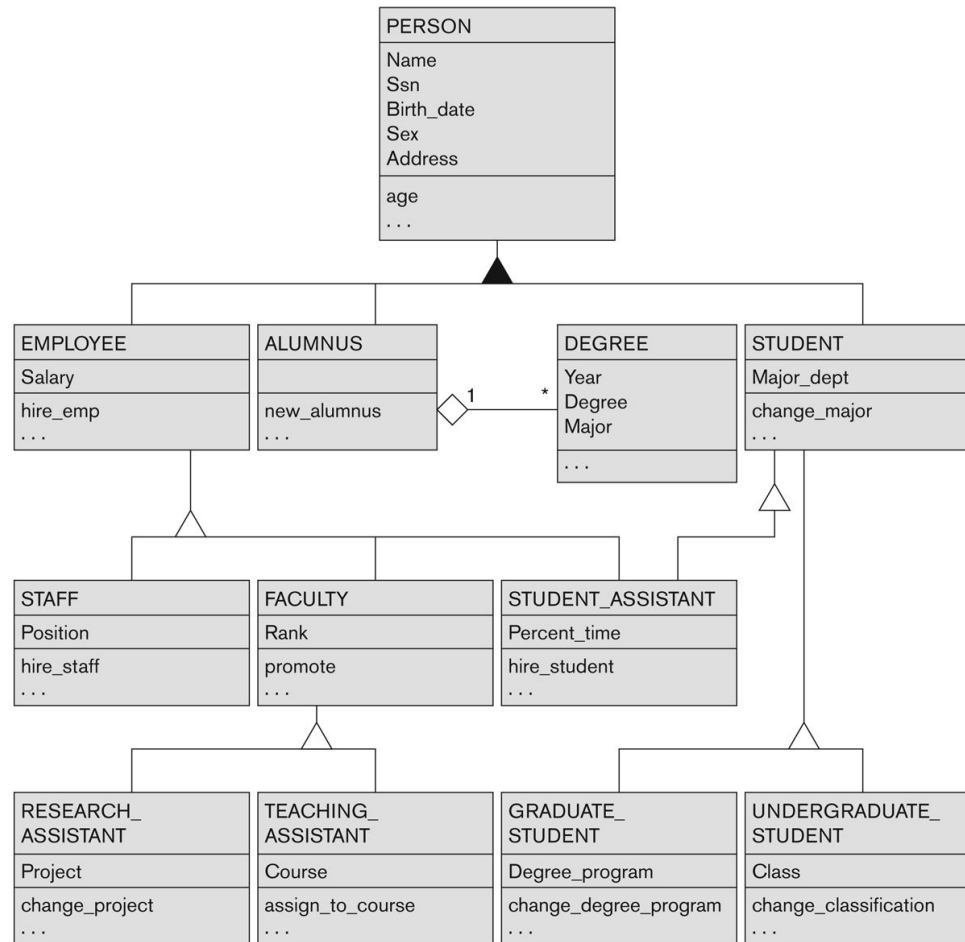 PERSON
Name
Ssn
Birth_date
Sex
Address
age
. . .
EMPLOYEE
Salary
hire_emp
. . .
ALUMNUS
new_alumnus
. . .
1
*
DEGREE
Year
Degree
Major
. . .
STUDENT
Major_dept
change_major
. . .
STAFF
Position
hire_staff
. . .
FACULTY
Rank
promote
. . .
STUDENT_ASSISTANT
Percent_time
hire_student
. . .
RESEARCH_
ASSISTANT
Project
change_project
. . .
TEACHING_
ASSISTANT
Course
assign_to_course
. . .
GRADUATE_
STUDENT
Degree_program
change_degree_program
. . .
UNDERGRADUATE_
STUDENT
Class
change_classification
. . .